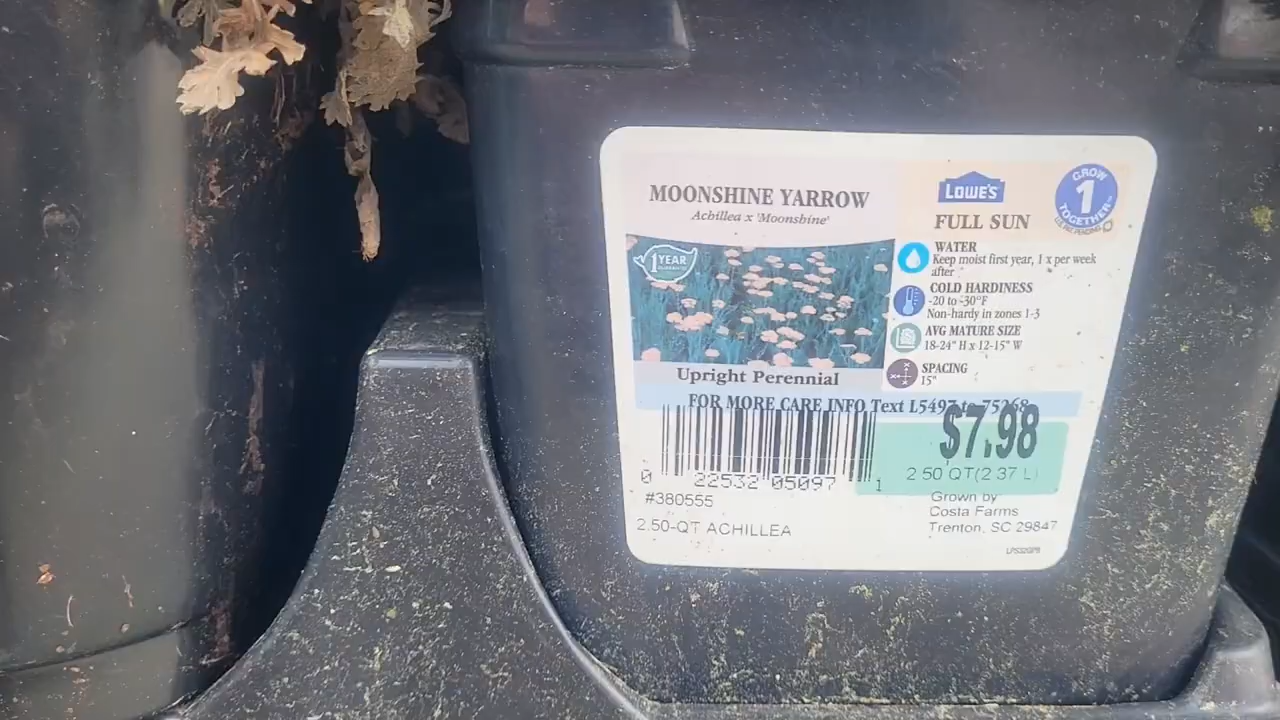 MOONSHINE YARROW
Achillea x 'Moonshine'
LOWE'S
GROW
1
TOGETHER
FULL SUN
1 YEAR
GUARANTEE
WATER
Keep moist first year, 1 x per week
after
COLD HARDINESS
-20 to -30°F
Non-hardy in zones 1-3
AVG MATURE SIZE
18-24" H x 12-15" W
SPACING
15"
Upright Perennial
FOR MORE CARE INFO Text L5497 to 75268
$7.98
2.50 QT(2.37 L)
0 22532 05097 1
#380555
2.50-QT ACHILLEA
Grown by
Costa Farms
Trenton, SC 29847